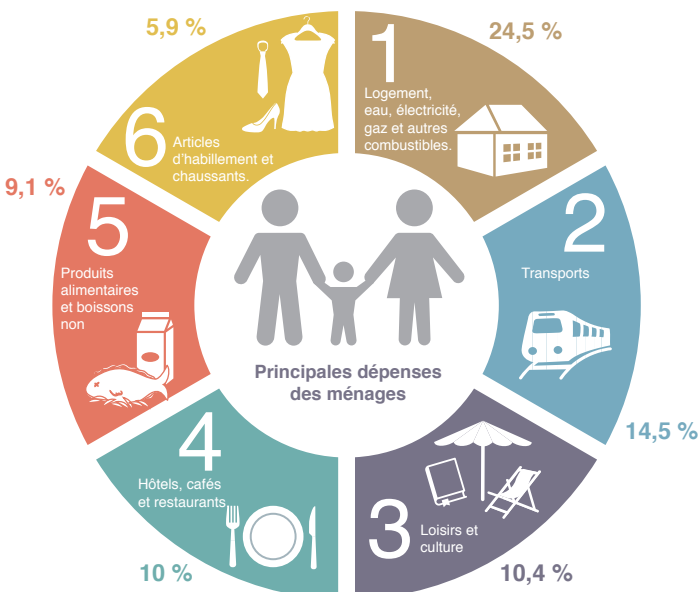 5,9 %
24,5 %
1
Logement,
eau, électricité,
gaz et autres
combustibles.
6
Articles
d'habillement et
chaussants.
9,1 %
5
Produits
alimentaires
et boissons
non
2
Transports
Principales dépenses
des ménages
14,5 %
4
Hôtels, cafés
et restaurants
3
Loisirs et
culture
10 %
10,4 %